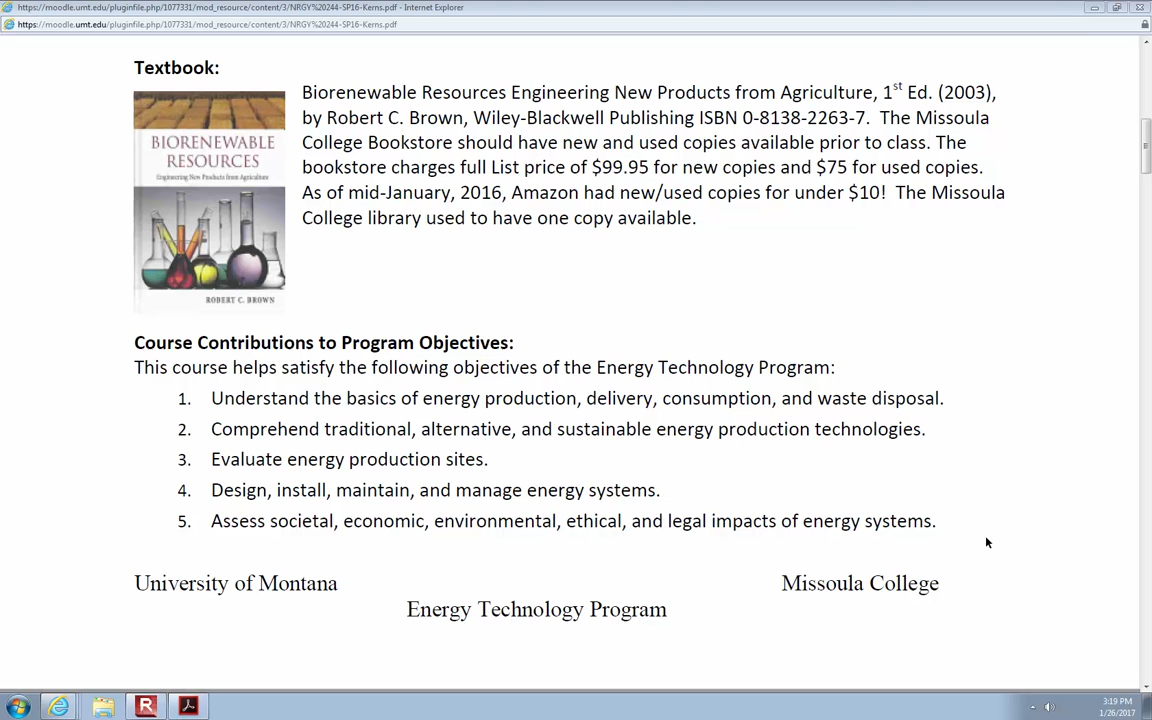 https://moodle.umt.edu/pluginfile.php/1077331/mod_resource/content/3/NRGY%20244-SP16-Kerns.pdf - Internet Explorer
https://moodle.umt.edu/pluginfile.php/1077331/mod_resource/content/3/NRGY%20244-SP16-Kerns.pdf
Textbook:
BIORENEWABLE
RESOURCES
Engineering New Products from Agriculture
ROBERT C. BROWN
Biorenewable Resources Engineering New Products from Agriculture, 1st Ed. (2003),
by Robert C. Brown, Wiley-Blackwell Publishing ISBN 0-8138-2263-7. The Missoula
College Bookstore should have new and used copies available prior to class. The
bookstore charges full List price of $99.95 for new copies and $75 for used copies.
As of mid-January, 2016, Amazon had new/used copies for under $10! The Missoula
College library used to have one copy available.
Course Contributions to Program Objectives:
This course helps satisfy the following objectives of the Energy Technology Program:
1. Understand the basics of energy production, delivery, consumption, and waste disposal.
2. Comprehend traditional, alternative, and sustainable energy production technologies.
3. Evaluate energy production sites.
4. Design, install, maintain, and manage energy systems.
5. Assess societal, economic, environmental, ethical, and legal impacts of energy systems.
University of Montana Missoula College
Energy Technology Program
3:19 PM
1/26/2017